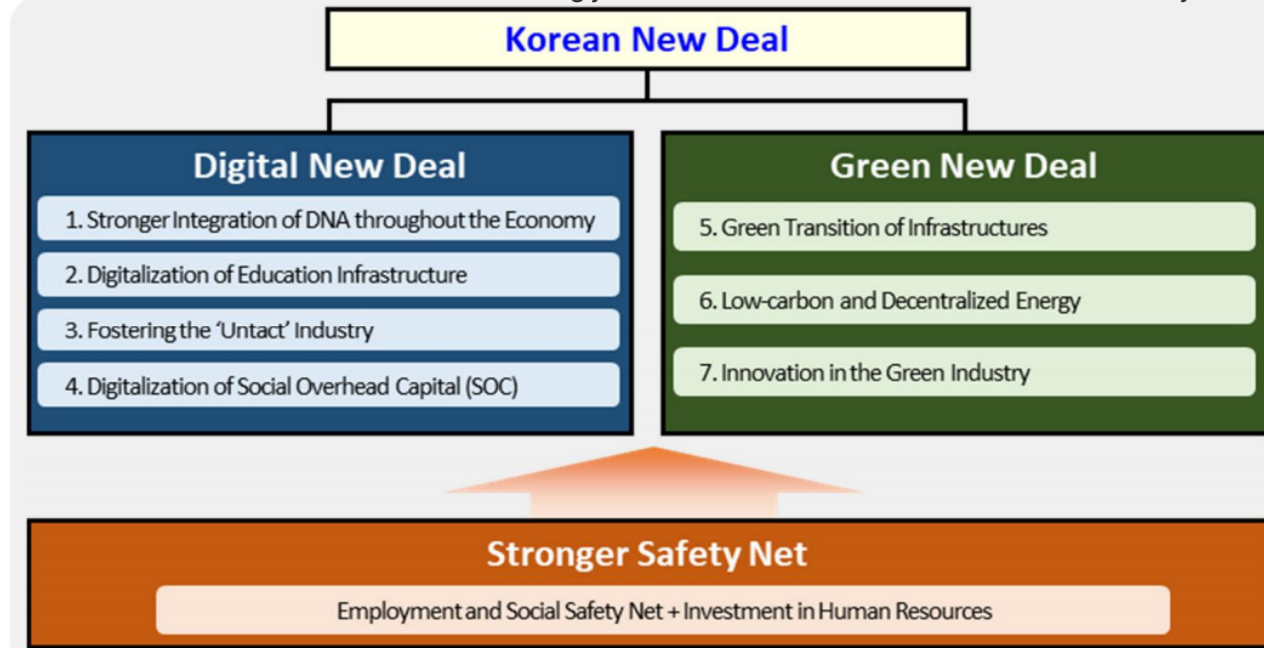 Korean New Deal
Digital New Deal
1. Stronger Integration of DNA throughout the Economy
2. Digitalization of Education Infrastructure
3. Fostering the ‘Untact’ Industry
4. Digitalization of Social Overhead Capital (SOC)
Green New Deal
5. Green Transition of Infrastructures
6. Low-carbon and Decentralized Energy
7. Innovation in the Green Industry
Stronger Safety Net
Employment and Social Safety Net + Investment in Human Resources